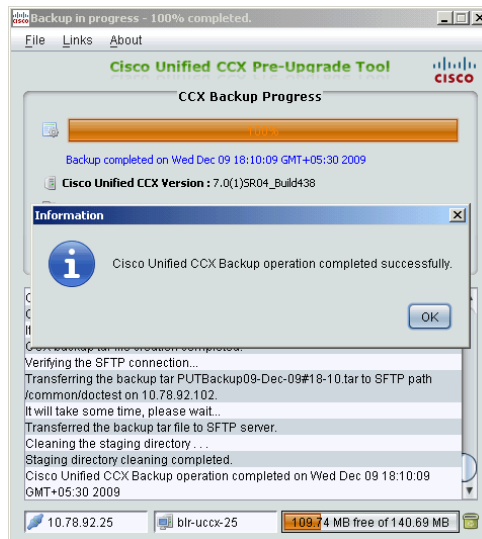 Backup in progress - 100% completed.
File Links About
Cisco Unified CCX Pre-Upgrade Tool
CISCO
CCX Backup Progress
100%
Backup completed on Wed Dec 09 18:10:09 GMT+05:30 2009
Cisco Unified CCX Version : 7.0(1)SR04_Build438
Information
Cisco Unified CCX Backup operation completed successfully.
OK
Verifying the SFTP connection...
Transferring the backup tar PUTBackup09-Dec-09#18-10.tar to SFTP path
/common/doctest on 10.78.92.102.
It will take some time, please wait...
Transferred the backup tar file to SFTP server.
Cleaning the staging directory . . .
Staging directory cleaning completed.
Cisco Unified CCX Backup operation completed on Wed Dec 09 18:10:09
GMT+05:30 2009
10.78.92.25 blr-uccx-25 109.74 MB free of 140.69 MB